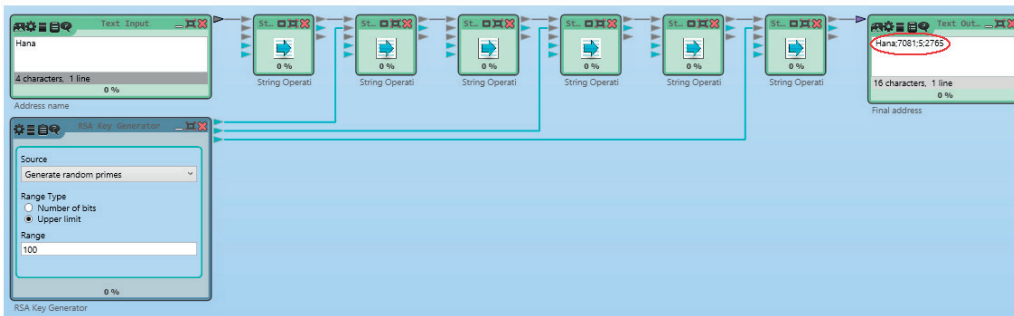 Text Input
Hana
4 characters, 1 line
0 %
Address name
St...
0 %
String Operati
St...
0 %
String Operati
St...
0 %
String Operati
St...
0 %
String Operati
St...
0 %
String Operati
St...
0 %
String Operati
Text Out...
Hana;7081;5;2765
16 characters, 1 line
0 %
Final address
RSA Key Generator
Source
Generate random primes
Range Type
Number of bits
Upper limit
Range
100
0 %
RSA Key Generator